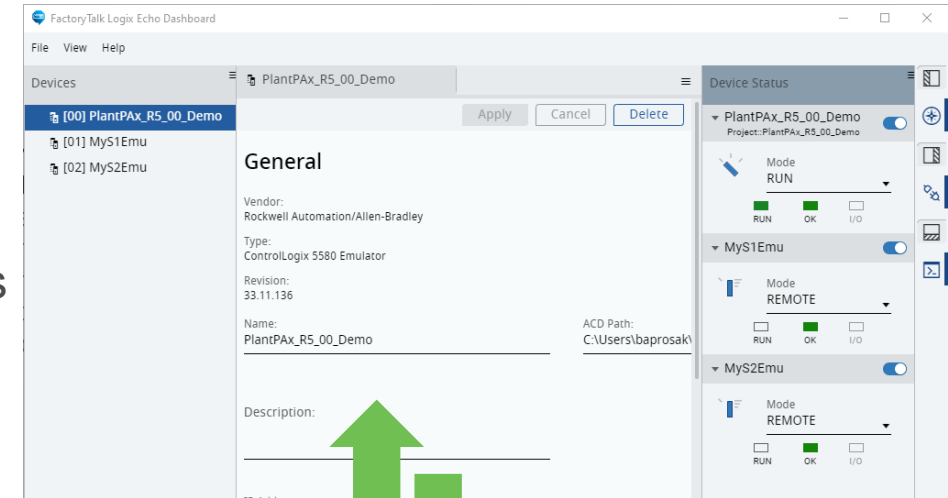 FactoryTalk Logix Echo Dashboard
File View Help
Devices
[00] PlantPAx_R5_00_Demo
[01] MyS1Emu
[02] MyS2Emu
s
PlantPAx_R5_00_Demo
Apply Cancel Delete
General
Vendor:
Rockwell Automation/Allen-Bradley
Type:
ControlLogix 5580 Emulator
Revision:
33.11.136
Name:
PlantPAx_R5_00_Demo
ACD Path:
C:\Users\baprosak\
Description:
Device Status
PlantPAx_R5_00_Demo
Project::PlantPAx_R5_00_Demo
Mode
RUN
RUN OK I/O
MyS1Emu
Mode
REMOTE
RUN OK I/O
MyS2Emu
Mode
REMOTE
RUN OK I/O